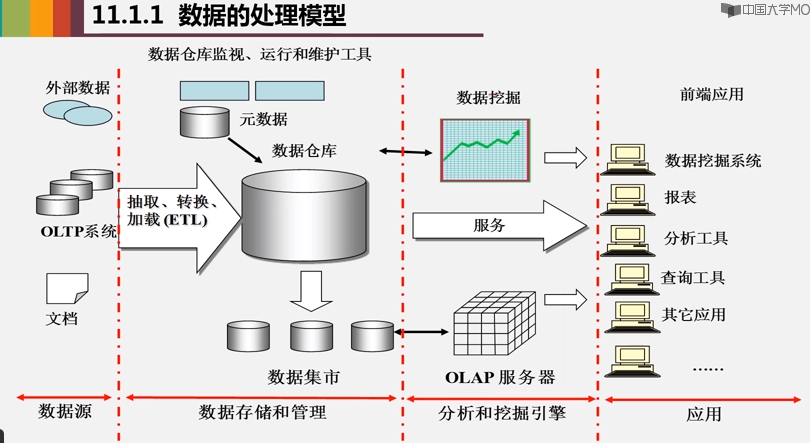 11.1.1 数据的处理模型
中国大学MO
数据仓库监视、运行和维护工具
外部数据
元数据
数据仓库
数据挖掘
前端应用
抽取、转换、
加载(ETL)
OLTP系统
服务
数据挖掘系统
报表
分析工具
查询工具
其它应用
……
文档
数据集市
OLAP 服务器
数据源
数据存储和管理
分析和挖掘引擎
应用